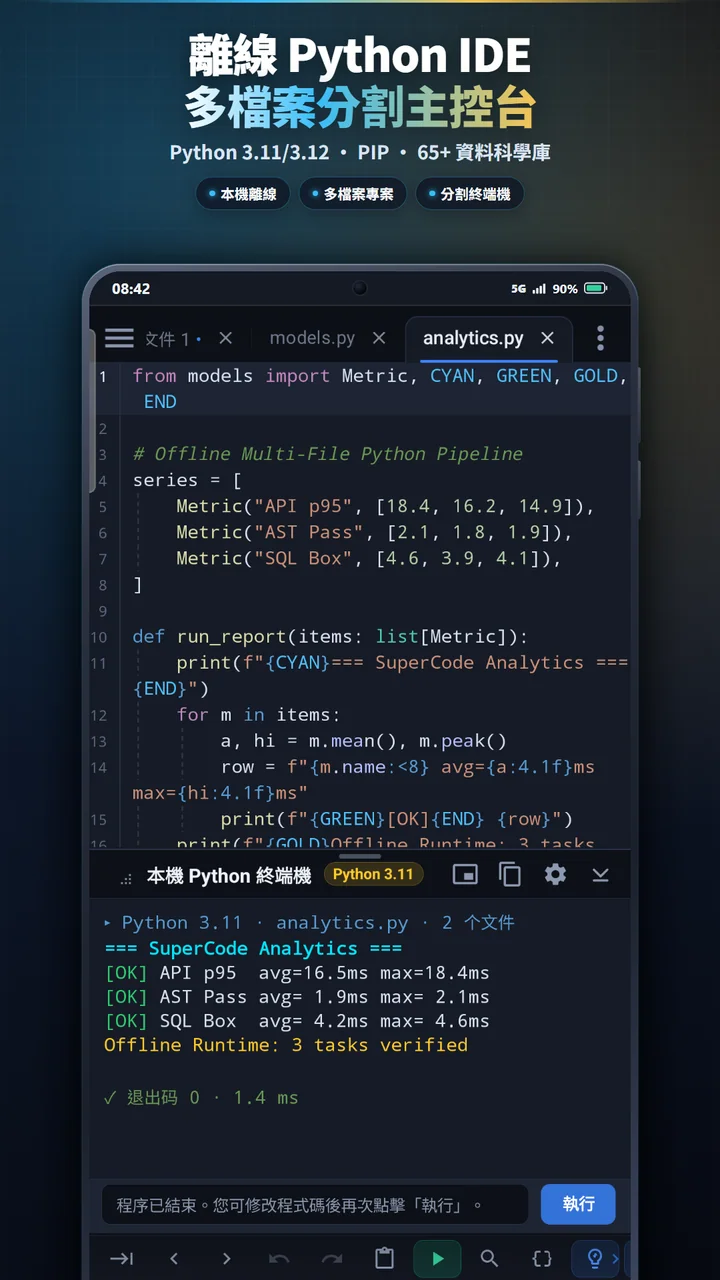 離線 Python IDE
多檔案分割主控台
Python 3.11/3.12 • PIP • 65+ 資料科學庫
本機離線 多檔案專案 分割終端機
08:42 5G 90%
文件 1 • models.py analytics.py
1 from models import Metric, CYAN, GREEN, GOLD,
END
2
3 # Offline Multi-File Python Pipeline
4 series = [
5 Metric("API p95", [18.4, 16.2, 14.9]),
6 Metric("AST Pass", [2.1, 1.8, 1.9]),
7 Metric("SQL Box", [4.6, 3.9, 4.1]),
8 ]
9
10 def run_report(items: list[Metric]):
11 print(f"{CYAN}=== SuperCode Analytics ===
{END}")
12 for m in items:
13 a, hi = m.mean(), m.peak()
14 row = f"{m.name:<8} avg={a:4.1f}ms
max={hi:4.1f}ms"
15 print(f"{GREEN}[OK]{END} {row}")
16 print(f"{GOLD}Offline Runtime: 3 tasks
本機 Python 終端機 Python 3.11
▸ Python 3.11 · analytics.py · 2 个文件
=== SuperCode Analytics ===
[OK] API p95 avg=16.5ms max=18.4ms
[OK] AST Pass avg= 1.9ms max= 2.1ms
[OK] SQL Box avg= 4.2ms max= 4.6ms
Offline Runtime: 3 tasks verified
✓ 退出码 0 · 1.4 ms
程序已結束。您可修改程式碼後再次點擊「執行」。 執行